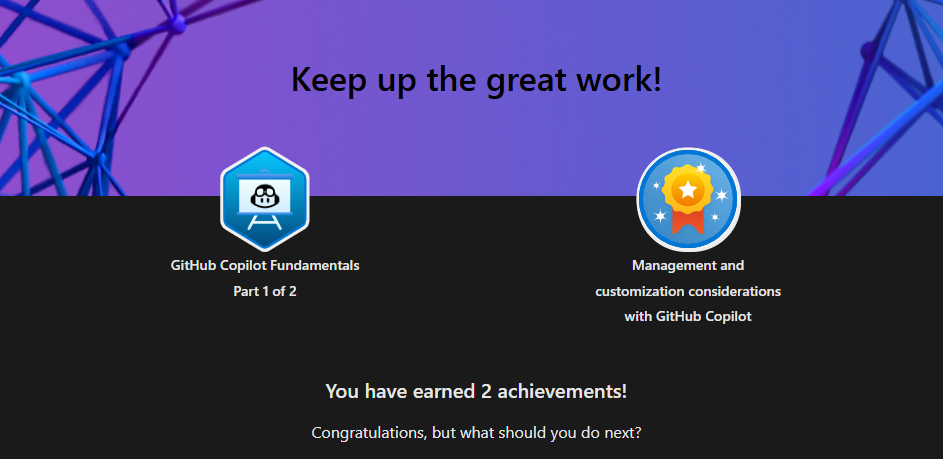 Keep up the great work!
GitHub Copilot Fundamentals
Part 1 of 2
Management and
customization considerations
with GitHub Copilot
You have earned 2 achievements!
Congratulations, but what should you do next?